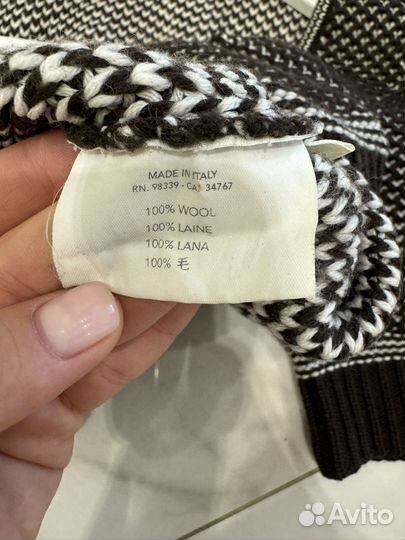 MADE IN ITALY
RN. 98339 - CA 34767
100% WOOL
100% LAINE
100% LANA
100% 毛
Avito